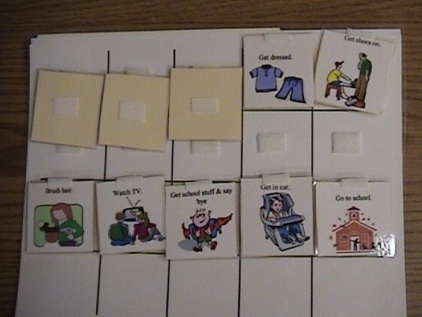 Get dressed.
Get shoes on.
Brush hair.
Watch TV.
Get school stuff & say
bye
Get in car.
Go to school.